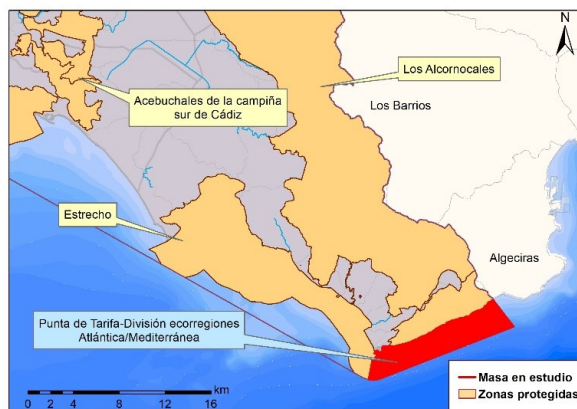 N
Los Alcornocales
Los Barrios
Acebuchales de la campiña
sur de Cádiz
Estrecho
Algeciras
Punta de Tarifa-División ecorregiones
Atlántica/Mediterránea
km
0 2 4 8 12 16
Masa en estudio
Zonas protegidas